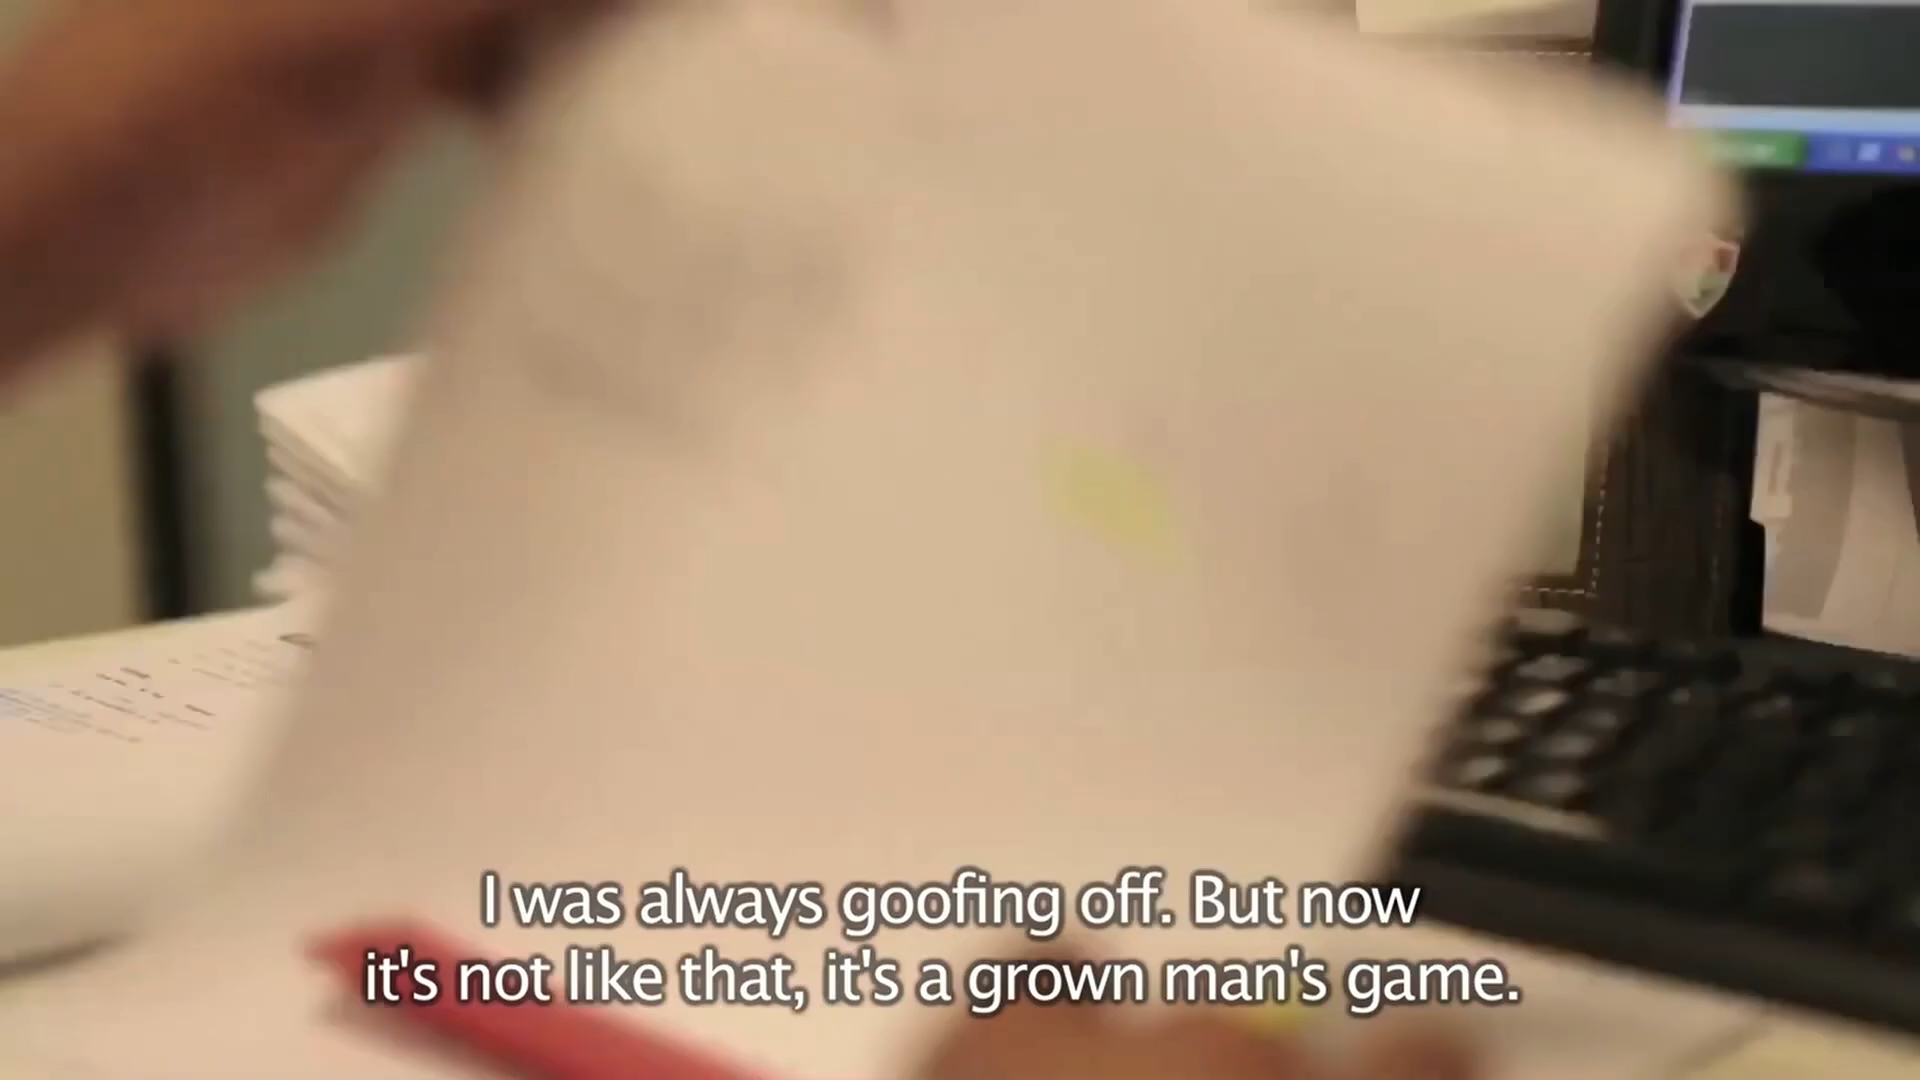 I was always goofing off. But now
it's not like that, it's a grown man's game.